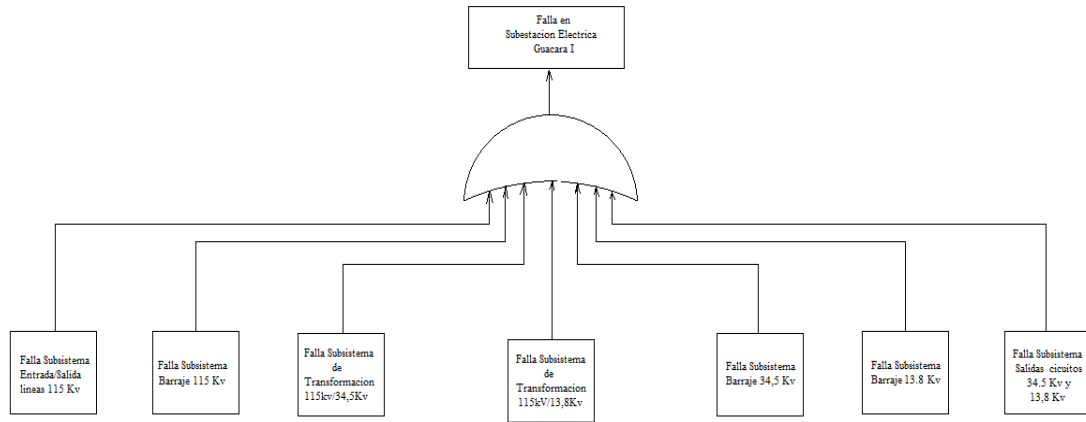 Falla en
Subestacion Electrica
Guacara I
Falla Subsistema
Entrada/Salida
lineas 115 Kv
Falla Subsistema
Barraje 115 Kv
Falla Subsistema
de
Transformacion
115kv/34,5Kv
Falla Subsistema
de
Transformacion
115kV/13,8Kv
Falla Subsistema
Barraje 34,5 Kv
Falla Subsistema
Barraje 13.8 Kv
Falla Subsistema
Salidas cicuitos
34.5 Kv y
13,8 Kv